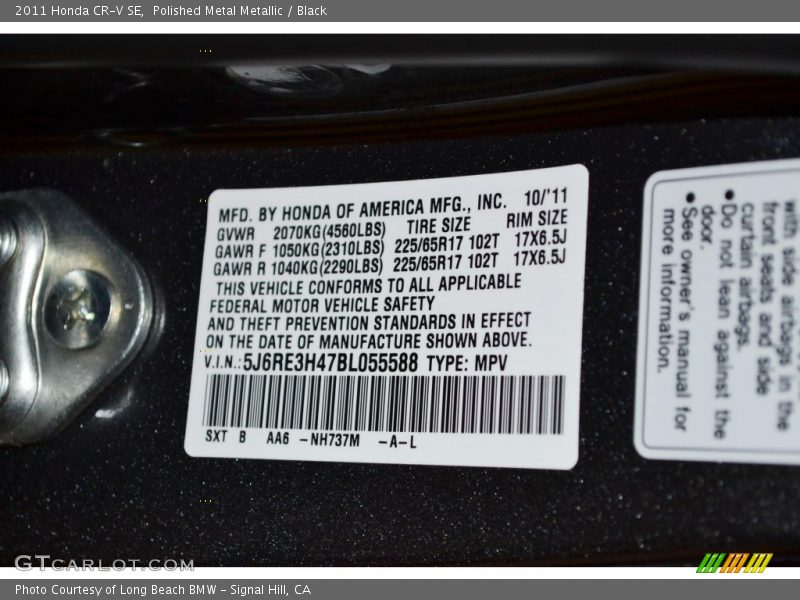 2011 Honda CR-V SE,  Polished Metal Metallic / Black
MFD. BY HONDA OF AMERICA MFG., INC. 10/'11
GVWR 2070KG(4560LBS) TIRE SIZE RIM SIZE
GAWR F 1050KG(2310LBS) 225/65R17 102T 17X6.5J
GAWR R 1040KG(2290LBS) 225/65R17 102T 17X6.5J
THIS VEHICLE CONFORMS TO ALL APPLICABLE
FEDERAL MOTOR VEHICLE SAFETY
AND THEFT PREVENTION STANDARDS IN EFFECT
ON THE DATE OF MANUFACTURE SHOWN ABOVE.
V.I.N.:5J6RE3H47BL055588 TYPE: MPV
SXT B AA6 -NH737M -A-L
with side airbags in the
front seats and side
curtain airbags.
● Do not lean against the
door.
● See owner's manual for
more information.
GTCARLOT.COM
Photo Courtesy of Long Beach BMW - Signal Hill, CA